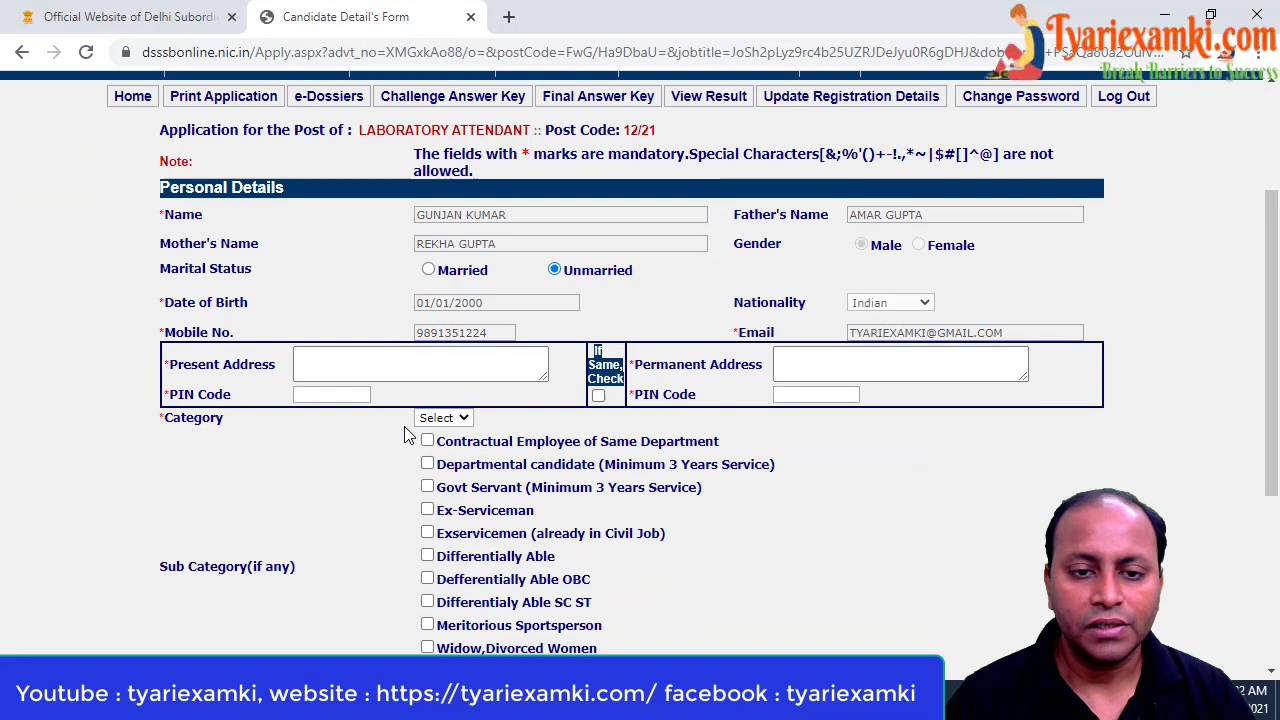 Official Website of Delhi Subordi
Candidate Detail's Form
Tyariexamki.com
Break Barriers to Success
dsssbonline.nic.in/Apply.aspx?advt_no=XMGxkAo88/o=&postCode=FwG/Ha9DbaU=&jobtitle=JoSh2pLyz9rc4b25UZRJDeJyu0R6gDHJ&dob
Home Print Application e-Dossiers Challenge Answer Key Final Answer Key View Result Update Registration Details Change Password Log Out
Application for the Post of : LABORATORY ATTENDANT :: Post Code: 12/21
Note: The fields with * marks are mandatory.Special Characters[&;%'()+-!.,*~|$#[]^@] are not
allowed.
Personal Details
*Name GUNJAN KUMAR Father's Name AMAR GUPTA
Mother's Name REKHA GUPTA Gender Male Female
Marital Status Married Unmarried
*Date of Birth 01/01/2000 Nationality Indian
*Mobile No. 9891351224 *Email TYARIEXAMKI@GMAIL.COM
*Present Address If Same, Check *Permanent Address
*PIN Code *PIN Code
*Category Select
Contractual Employee of Same Department
Departmental candidate (Minimum 3 Years Service)
Govt Servant (Minimum 3 Years Service)
Ex-Serviceman
Exservicemen (already in Civil Job)
Differentially Able
Sub Category(if any)
Defferentially Able OBC
Differentialy Able SC ST
Meritorious Sportsperson
Widow,Divorced Women
Youtube : tyariexamki, website : https://tyariexamki.com/ facebook : tyariexamki
2 AM
2021